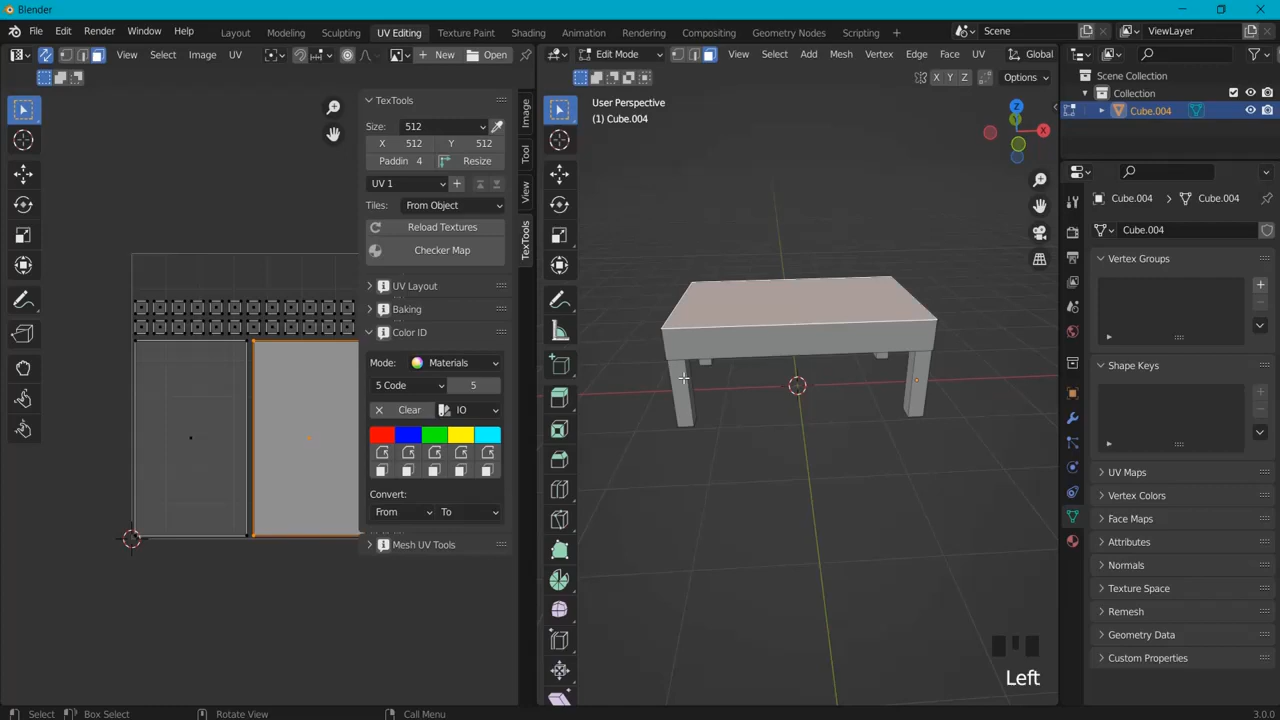 Blender
File Edit Render Window Help
Layout Modeling Sculpting UV Editing Texture Paint Shading Animation Rendering Compositing Geometry Nodes Scripting
Scene
ViewLayer
View Select Image UV
New Open
Edit Mode
View Select Add Mesh Vertex Edge Face UV
Global
X Y Z
Options
TexTools
Size: 512
X 512 Y 512
Paddin 4 Resize
UV 1
Tiles: From Object
Reload Textures
Checker Map
UV Layout
Baking
Color ID
Mode: Materials
5 Code 5
Clear IO
Convert:
From To
Mesh UV Tools
Image
Tool
View
TexTools
User Perspective
(1) Cube.004
Z
X
Y
Left
Scene Collection
Collection
Cube.004
Cube.004 Cube.004
Cube.004
Vertex Groups
Shape Keys
UV Maps
Vertex Colors
Face Maps
Attributes
Normals
Texture Space
Remesh
Geometry Data
Custom Properties
Select Box Select Rotate View Call Menu 3.0.0